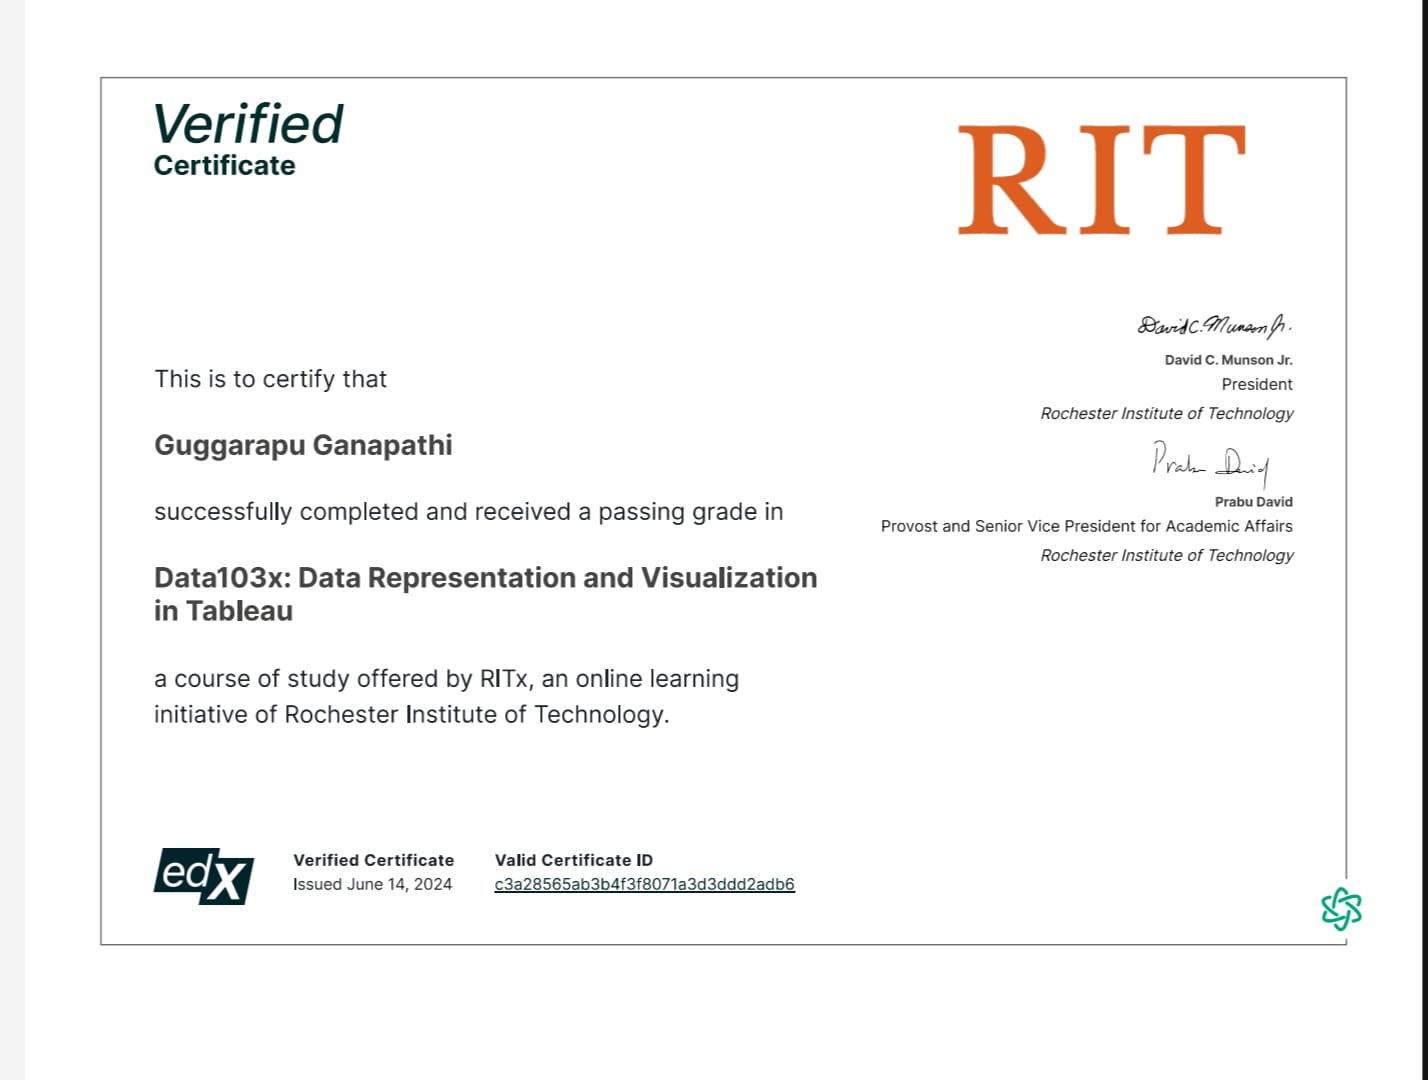 Verified
Certificate
RIT
This is to certify that
Guggarapu Ganapathi
successfully completed and received a passing grade in
Data103x: Data Representation and Visualization
in Tableau
a course of study offered by RITx, an online learning
initiative of Rochester Institute of Technology.
David C. Munson Jr.
David C. Munson Jr.
President
Rochester Institute of Technology
Prabu David
Prabu David
Provost and Senior Vice President for Academic Affairs
Rochester Institute of Technology
edX
Verified Certificate
Issued June 14, 2024
Valid Certificate ID
c3a28565ab3b4f3f8071a3d3ddd2adb6